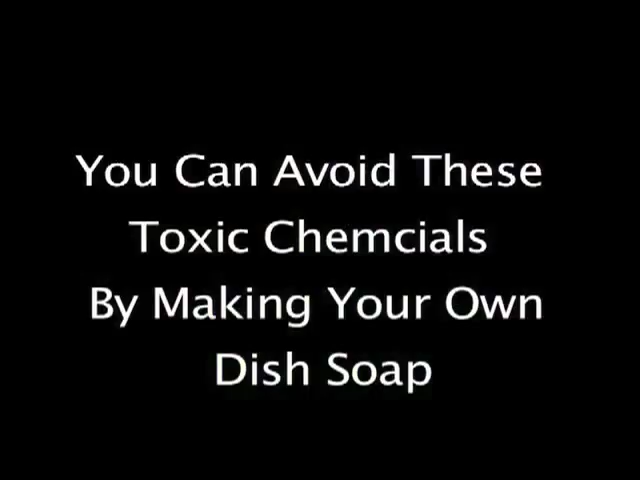 You Can Avoid These
Toxic Chemcials
By Making Your Own
Dish Soap